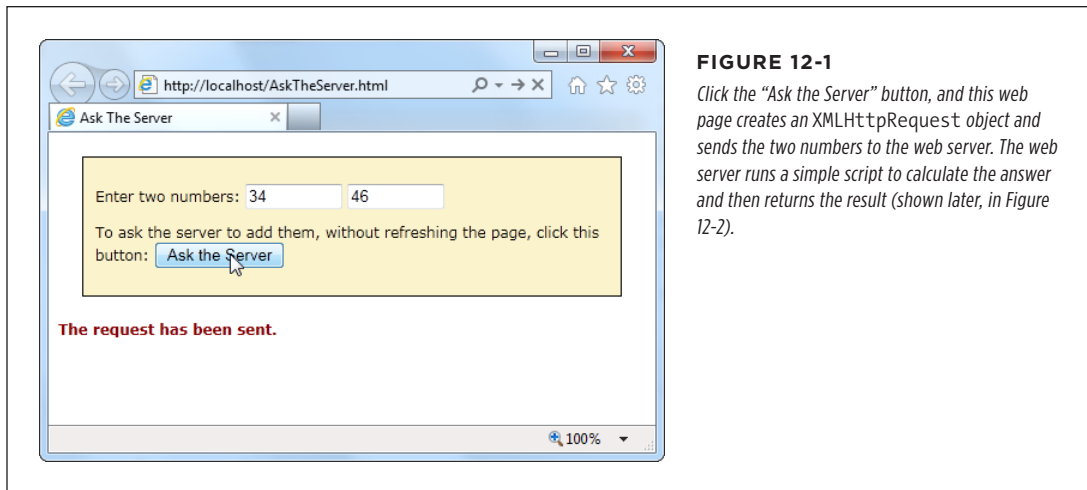 http://localhost/AskTheServer.html
Ask The Server
Enter two numbers: 34 46
To ask the server to add them, without refreshing the page, click this
button: Ask the Server
The request has been sent.
100%
FIGURE 12-1
Click the “Ask the Server” button, and this web
page creates an XMLHttpRequest object and
sends the two numbers to the web server. The web
server runs a simple script to calculate the answer
and then returns the result (shown later, in Figure
12-2).